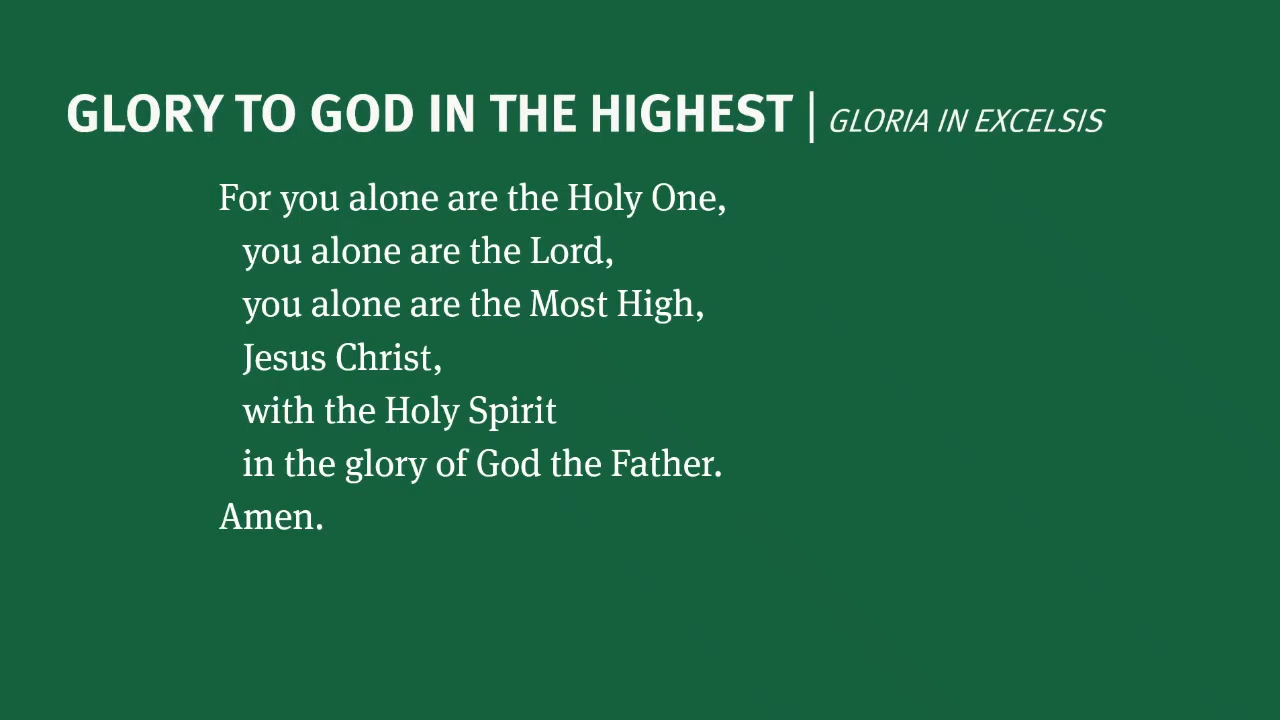 GLORY TO GOD IN THE HIGHEST | GLORIA IN EXCELSIS
For you alone are the Holy One,
you alone are the Lord,
you alone are the Most High,
Jesus Christ,
with the Holy Spirit
in the glory of God the Father.
Amen.